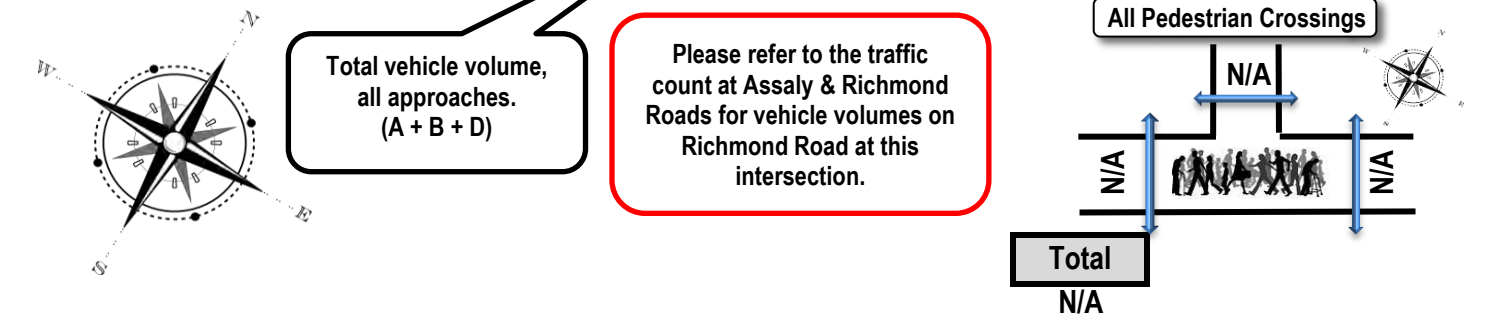 N
W
E
S
Total vehicle volume,
all approaches.
(A + B + D)
Please refer to the traffic
count at Assaly & Richmond
Roads for vehicle volumes on
Richmond Road at this
intersection.
All Pedestrian Crossings
N/A
N
W
E
S
N/A
N/A
Total
N/A